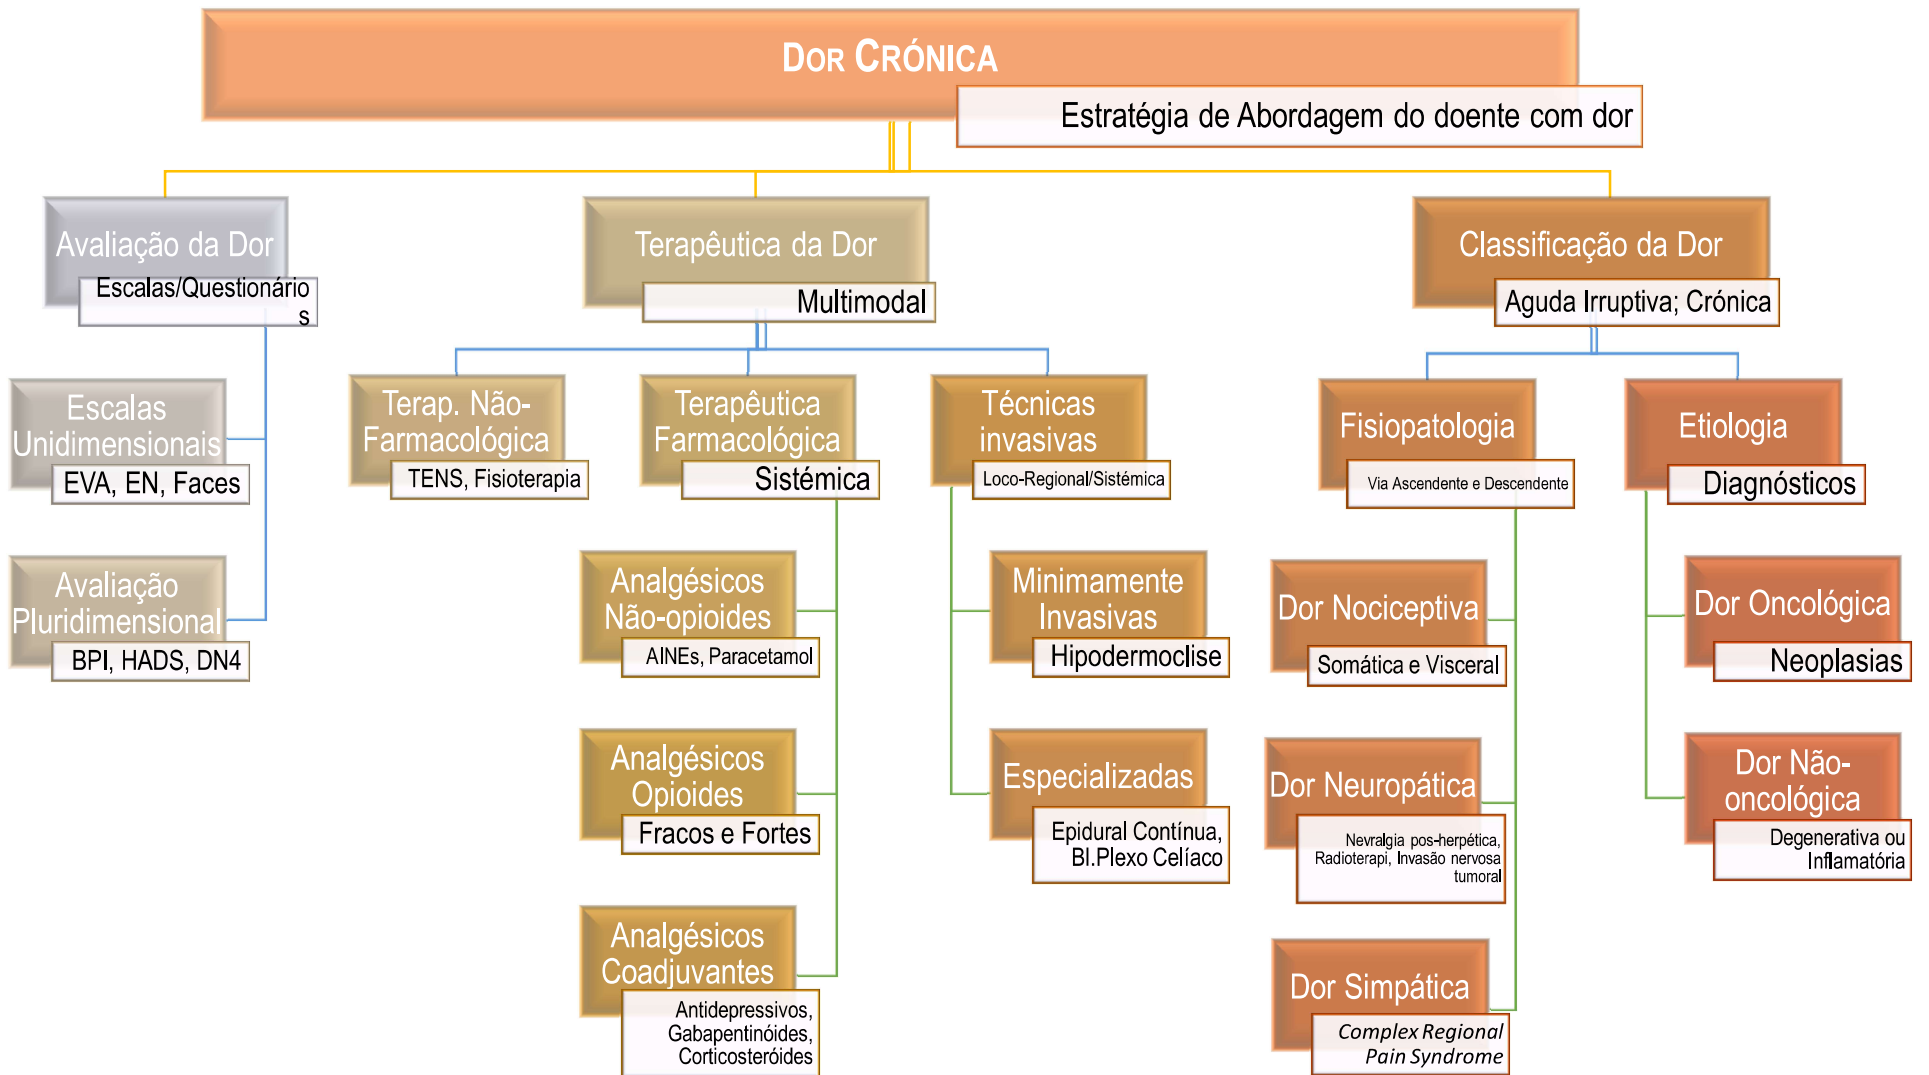 DOR CRÓNICA
Estratégia de Abordagem do doente com dor
Avaliação da Dor
Escalas/Questionário
s
Escalas
Unidimensionais
EVA, EN, Faces
Avaliação
Pluridimensional
BPI, HADS, DN4
Terapêutica da Dor
Multimodal
Terap. Não-
Farmacológica
TENS, Fisioterapia
Terapêutica
Farmacológica
Sistémica
Analgésicos
Não-opioides
AINEs, Paracetamol
Analgésicos
Opioides
Fracos e Fortes
Analgésicos
Coadjuvantes
Antidepressivos,
Gabapentinóides,
Corticosteróides
Técnicas
invasivas
Loco-Regional/Sistémica
Minimamente
Invasivas
Hipodermoclise
Especializadas
Epidural Contínua,
Bl.Plexo Celíaco
Classificação da Dor
Aguda Irruptiva; Crónica
Fisiopatologia
Via Ascendente e Descendente
Dor Nociceptiva
Somática e Visceral
Dor Neuropática
Nevralgia pos-herpética,
Radioterapi, Invasão nervosa
tumoral
Dor Simpática
Complex Regional
Pain Syndrome
Etiologia
Diagnósticos
Dor Oncológica
Neoplasias
Dor Não-
oncológica
Degenerativa ou
Inflamatória